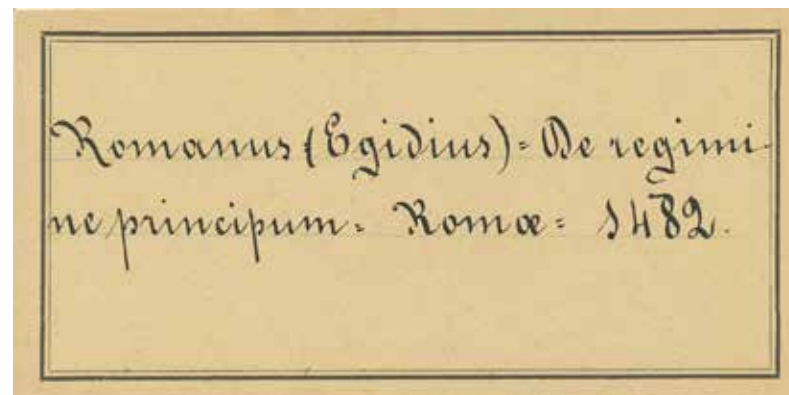 Romanus (Egidius)= De regimi-
ne principum= Romæ= 1482.